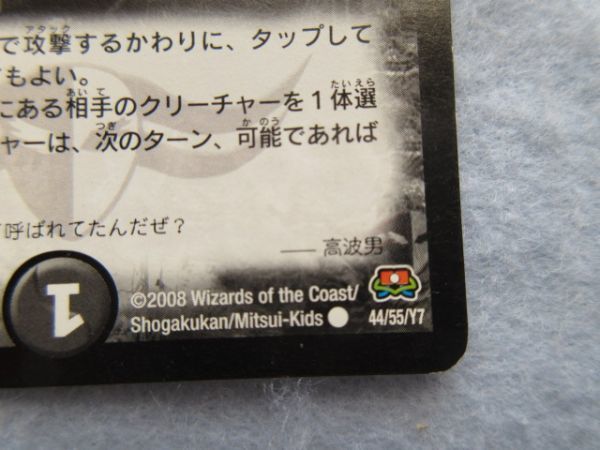 で攻撃するかわりに、タップして
もよい。
にある相手のクリーチャーを1体選
ャーは、次のターン、可能であれば
呼ばれてたんだぜ？
── 高波男
1
©2008 Wizards of the Coast/
Shogakukan/Mitsui-Kids
44/55/Y7